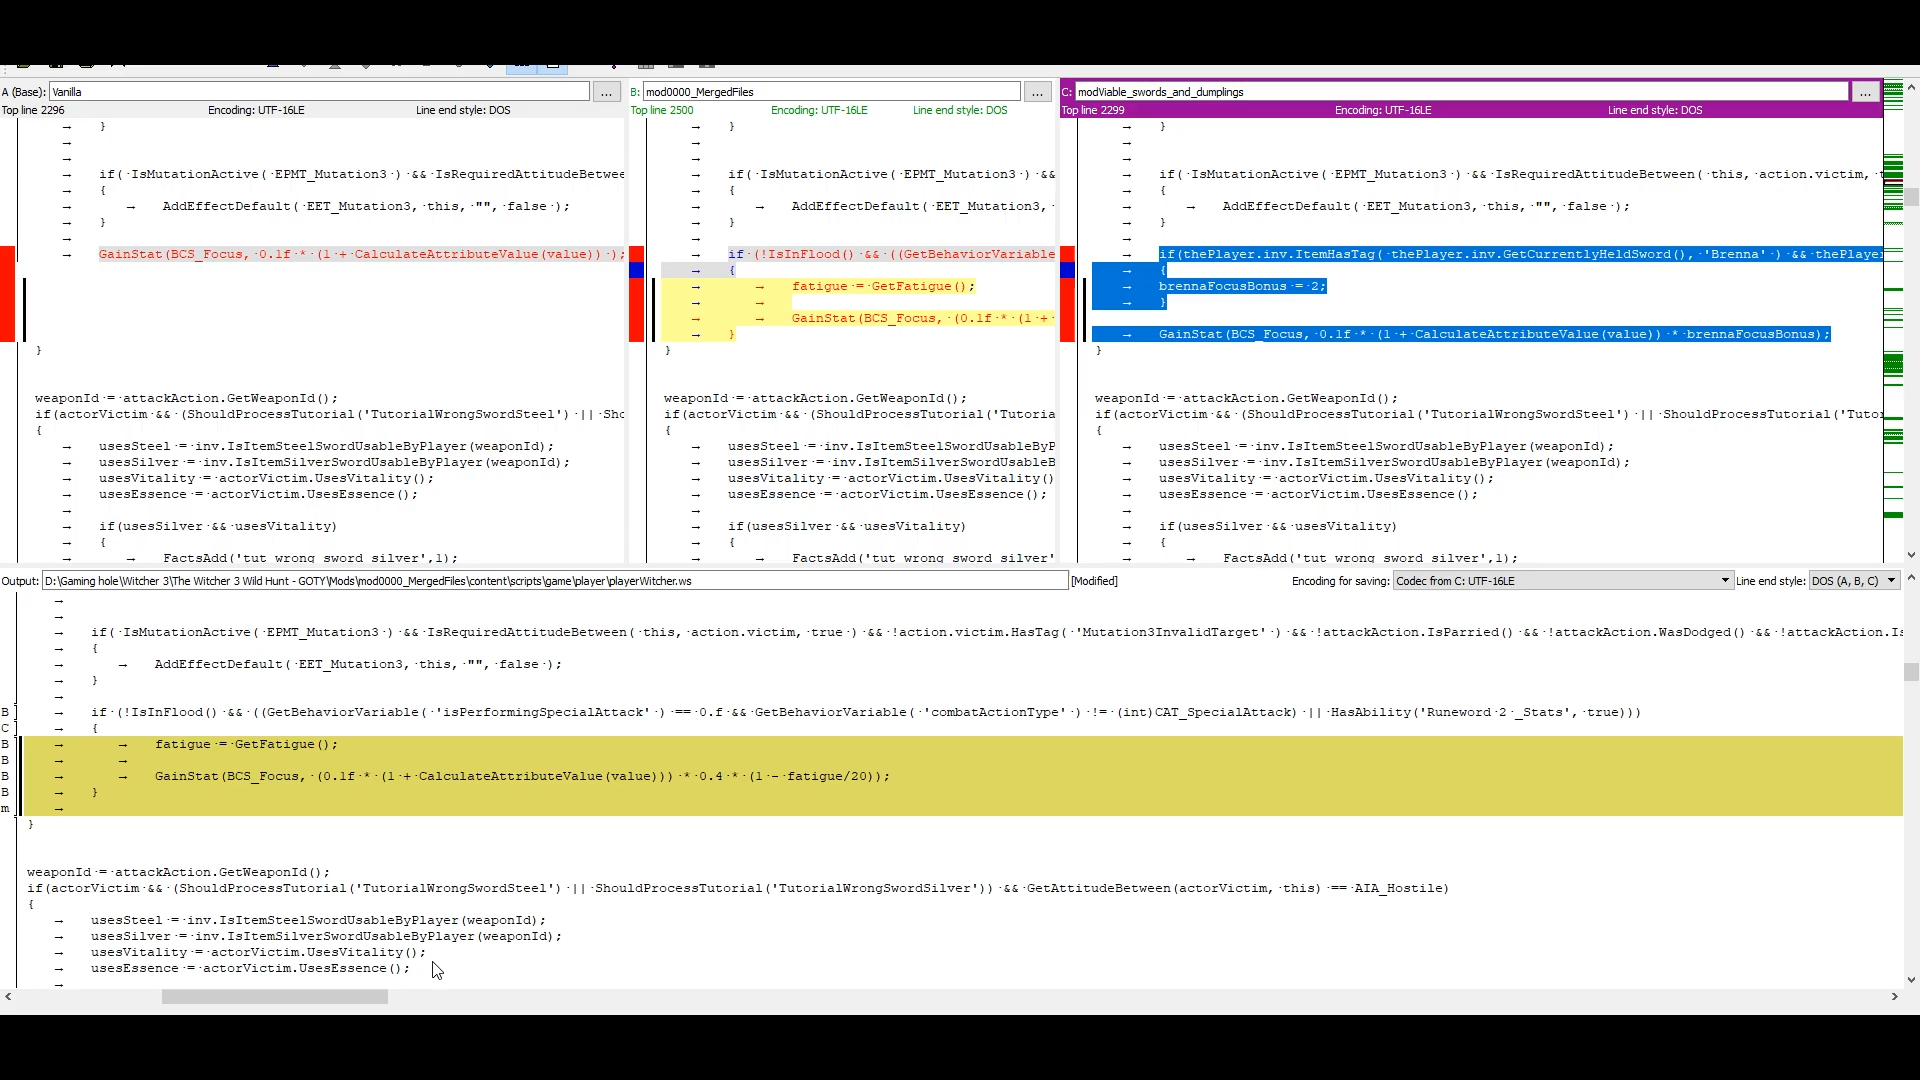 A (Base): Vanilla ...
Top line 2296 Encoding: UTF-16LE Line end style: DOS
→ }
→
→
→ if( ·IsMutationActive( ·EPMT_Mutation3· ) ·&& ·IsRequiredAttitudeBetwee
→ {
→ → AddEffectDefault( ·EET_Mutation3, ·this, ·"", ·false· );
→ }
→
→ GainStat(BCS_Focus, ·0.1f·*·(1·+·CalculateAttributeValue(value))·);
}
weaponId·=·attackAction.GetWeaponId();
if(actorVictim·&&·(ShouldProcessTutorial('TutorialWrongSwordSteel')·||·Sho
{
→ usesSteel·=·inv.IsItemSteelSwordUsableByPlayer(weaponId);
→ usesSilver·=·inv.IsItemSilverSwordUsableByPlayer(weaponId);
→ usesVitality·=·actorVictim.UsesVitality();
→ usesEssence·=·actorVictim.UsesEssence();
→
→ if(usesSilver·&&·usesVitality)
→ {
→ → FactsAdd('tut_wrong_sword_silver',1);
B: mod0000_MergedFiles ...
Top line 2500 Encoding: UTF-16LE Line end style: DOS
→ }
→
→
→ if( ·IsMutationActive( ·EPMT_Mutation3· ) ·&&
→ {
→ → AddEffectDefault( ·EET_Mutation3, ·
→ }
→
→ if·(!IsInFlood()·&&·((GetBehaviorVariable
→ {
→ → fatigue·=·GetFatigue();
→ →
→ → GainStat(BCS_Focus, ·(0.1f·*·(1·+·
→ }
}
weaponId·=·attackAction.GetWeaponId();
if(actorVictim·&&·(ShouldProcessTutorial('Tutoria
{
→ usesSteel·=·inv.IsItemSteelSwordUsableByP
→ usesSilver·=·inv.IsItemSilverSwordUsableB
→ usesVitality·=·actorVictim.UsesVitality()
→ usesEssence·=·actorVictim.UsesEssence();
→
→ if(usesSilver·&&·usesVitality)
→ {
→ → FactsAdd('tut_wrong_sword_silver'
C: modViable_swords_and_dumplings ...
Top line 2299 Encoding: UTF-16LE Line end style: DOS
→ }
→
→
→ if( ·IsMutationActive( ·EPMT_Mutation3· ) ·&& ·IsRequiredAttitudeBetween( ·this, ·action.victim, ·t
→ {
→ → AddEffectDefault( ·EET_Mutation3, ·this, ·"", ·false· );
→ }
→
→ if(thePlayer.inv.ItemHasTag( ·thePlayer.inv.GetCurrentlyHeldSword(), ·'Brenna'· ) ·&& ·thePlayer
→ {
→ brennaFocusBonus·=·2;
→ }
→ GainStat(BCS_Focus, ·0.1f·*·(1·+·CalculateAttributeValue(value))·*·brennaFocusBonus);
}
weaponId·=·attackAction.GetWeaponId();
if(actorVictim·&&·(ShouldProcessTutorial('TutorialWrongSwordSteel')·||·ShouldProcessTutorial('Tutor
{
→ usesSteel·=·inv.IsItemSteelSwordUsableByPlayer(weaponId);
→ usesSilver·=·inv.IsItemSilverSwordUsableByPlayer(weaponId);
→ usesVitality·=·actorVictim.UsesVitality();
→ usesEssence·=·actorVictim.UsesEssence();
→
→ if(usesSilver·&&·usesVitality)
→ {
→ → FactsAdd('tut_wrong_sword_silver',1);
Output: D:\Gaming hole\Witcher 3\The Witcher 3 Wild Hunt - GOTY\Mods\mod0000_MergedFiles\content\scripts\game\player\playerWitcher.ws [Modified] Encoding for saving: Codec from C: UTF-16LE Line end style: DOS (A, B, C)
→
→
→ if( ·IsMutationActive( ·EPMT_Mutation3· ) ·&& ·IsRequiredAttitudeBetween( ·this, ·action.victim, ·true· ) ·&& ·!action.victim.HasTag( ·'Mutation3InvalidTarget'· ) ·&& ·!attackAction.IsParried() ·&& ·!attackAction.WasDodged() ·&& ·!attackAction.Is
→ {
→ → AddEffectDefault( ·EET_Mutation3, ·this, ·"", ·false· );
→ }
→
B → if·(!IsInFlood()·&&·((GetBehaviorVariable( ·'isPerformingSpecialAttack'· ) ·==·0.f·&&·GetBehaviorVariable( ·'combatActionType'· ) ·!=·(int)CAT_SpecialAttack)·||·HasAbility('Runeword·2·_Stats', ·true)))
C → {
B → → fatigue·=·GetFatigue();
B → →
B → → GainStat(BCS_Focus, ·(0.1f·*·(1·+·CalculateAttributeValue(value)))·*·0.4·*·(1·-·fatigue/20));
B → }
m →
}
weaponId·=·attackAction.GetWeaponId();
if(actorVictim·&&·(ShouldProcessTutorial('TutorialWrongSwordSteel')·||·ShouldProcessTutorial('TutorialWrongSwordSilver'))·&&·GetAttitudeBetween(actorVictim, ·this)·==·AIA_Hostile)
{
→ usesSteel·=·inv.IsItemSteelSwordUsableByPlayer(weaponId);
→ usesSilver·=·inv.IsItemSilverSwordUsableByPlayer(weaponId);
→ usesVitality·=·actorVictim.UsesVitality();
→ usesEssence·=·actorVictim.UsesEssence();
→